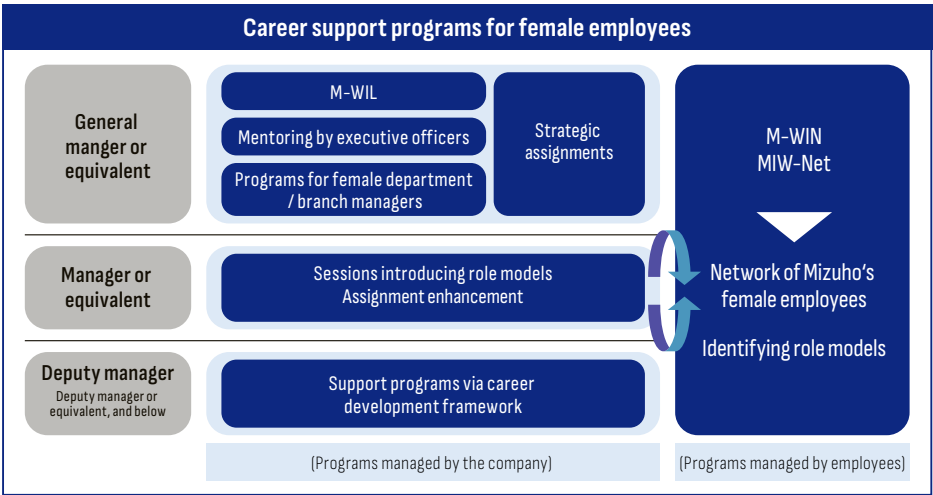 Career support programs for female employees
General
manger or
equivalent
M-WIL
Mentoring by executive officers
Programs for female department
/ branch managers
Strategic
assignments
M-WIN
MIW-Net
Network of Mizuho's
female employees
Identifying role models
Manager or
equivalent
Sessions introducing role models
Assignment enhancement
Deputy manager
Deputy manager or
equivalent, and below
Support programs via career
development framework
(Programs managed by the company)
(Programs managed by employees)